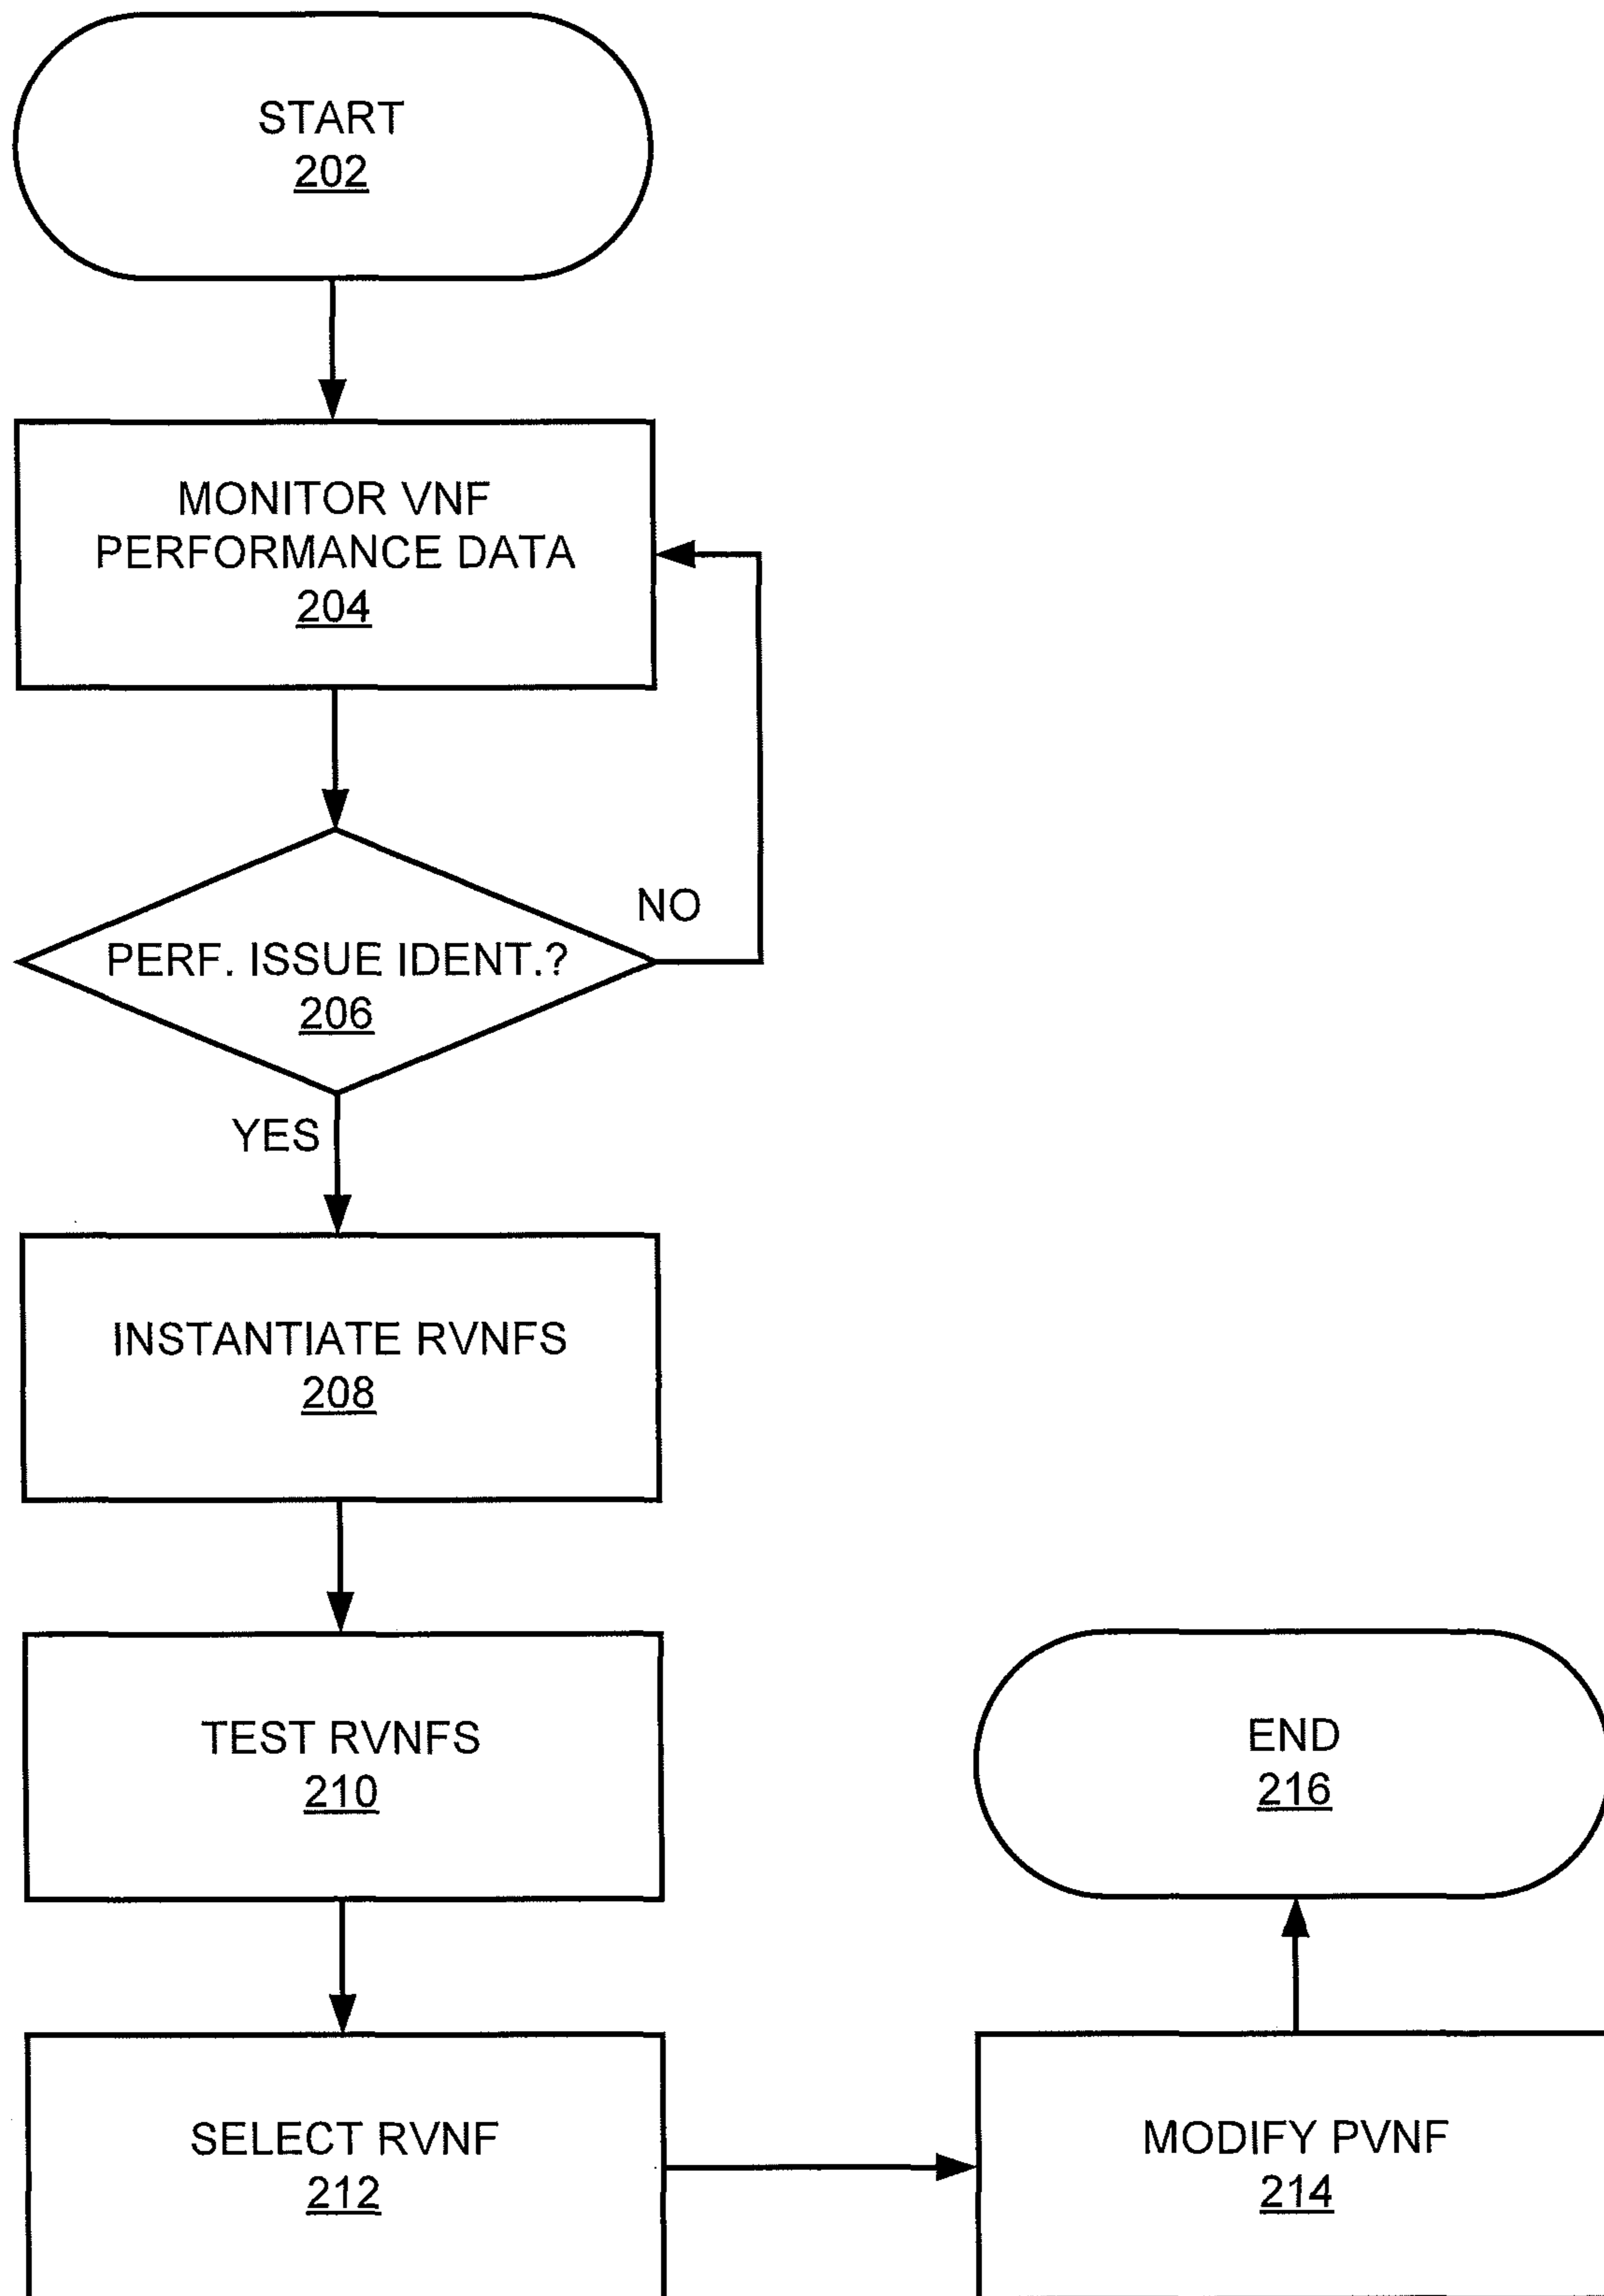 START
202
MONITOR VNF
PERFORMANCE DATA
204
NO
PERF. ISSUE IDENT.?
206
YES
INSTANTIATE RVNFS
208
TEST RVNFS
210
SELECT RVNF
212
MODIFY PVNF
214
END
216